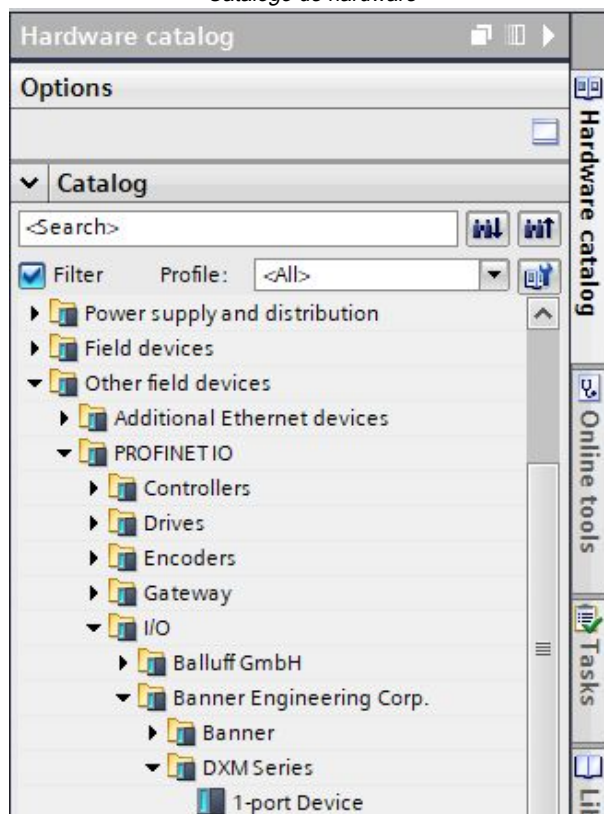 Catálogo de hardware
Hardware catalog
Options
Catalog
<Search>
Filter Profile: <All>
Power supply and distribution
Field devices
Other field devices
Additional Ethernet devices
PROFINET IO
Controllers
Drives
Encoders
Gateway
I/O
Balluff GmbH
Banner Engineering Corp.
Banner
DXM Series
1-port Device
Hardware catalog
Online tools
Tasks